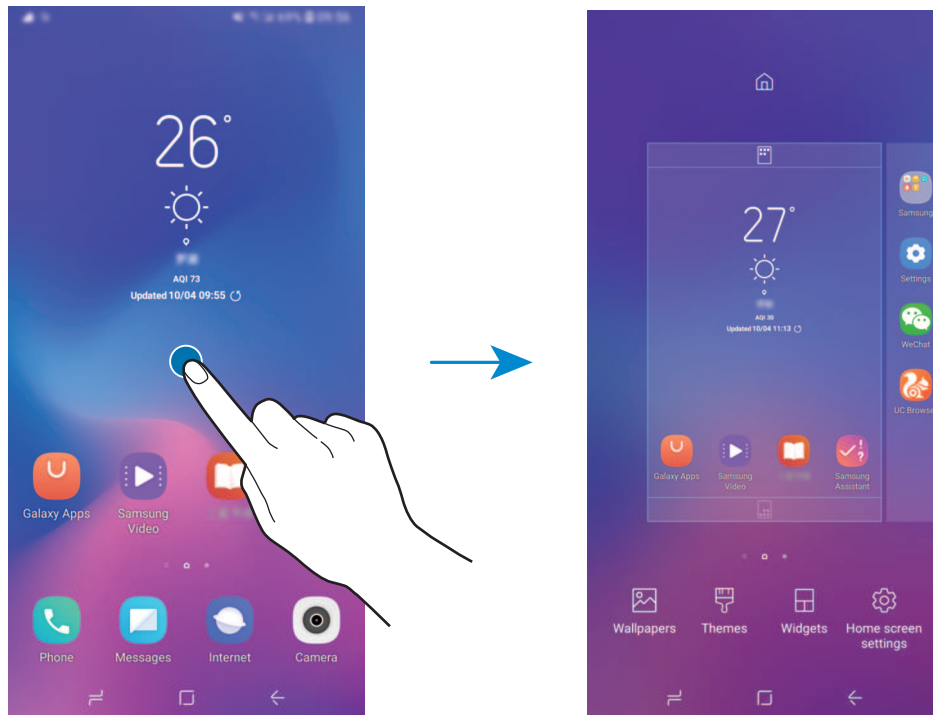 26°
AQI 73
Updated 10/04 09:55
Galaxy Apps
Samsung
Video
Phone
Messages
Internet
Camera
27°
AQI 30
Updated 10/04 11:13
Galaxy Apps
Samsung
Video
Samsung
Assistant
Samsung
Settings
WeChat
UC Browse
Wallpapers
Themes
Widgets
Home screen
settings